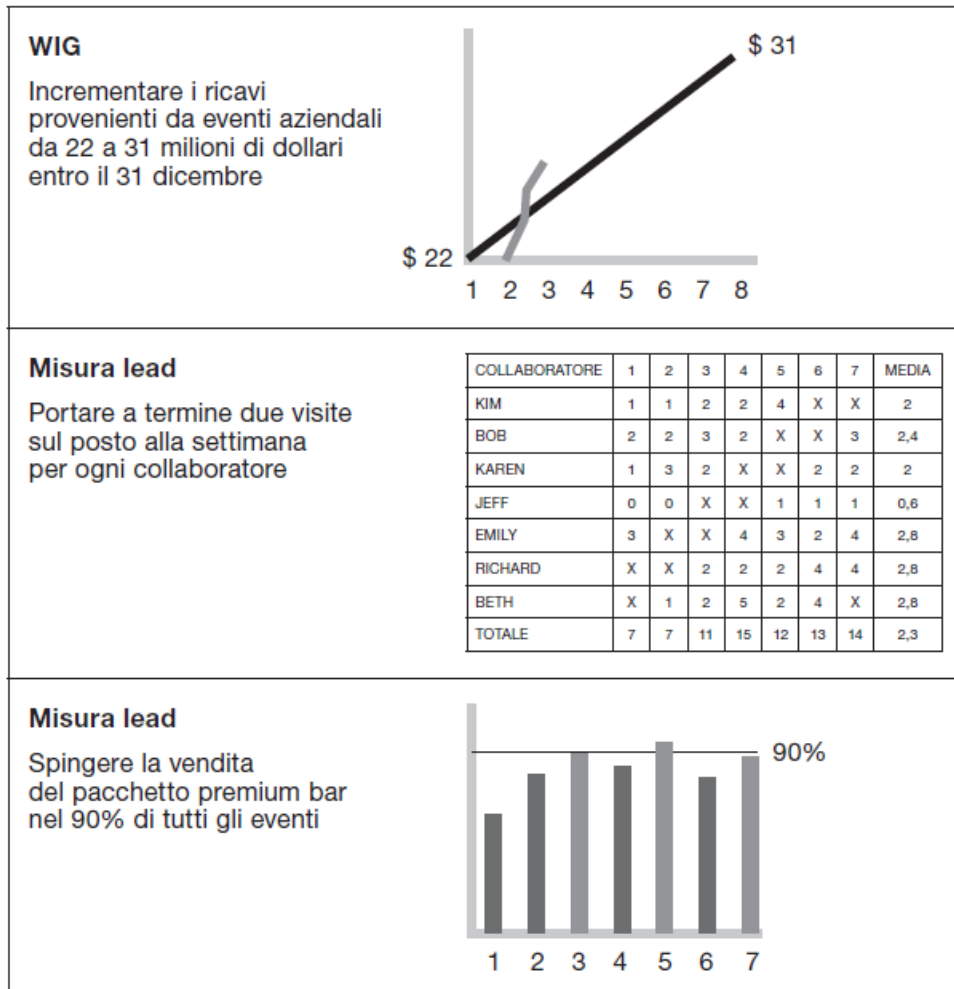 WIG
Incrementare i ricavi
provenienti da eventi aziendali
da 22 a 31 milioni di dollari
entro il 31 dicembre
$ 31
$ 22
1 2 3 4 5 6 7 8
Misura lead
Portare a termine due visite
sul posto alla settimana
per ogni collaboratore
COLLABORATORE 1 2 3 4 5 6 7 MEDIA
KIM 1 1 2 2 4 X X 2
BOB 2 2 3 2 X X 3 2,4
KAREN 1 3 2 X X 2 2 2
JEFF 0 0 X X 1 1 1 0,6
EMILY 3 X X 4 3 2 4 2,8
RICHARD X X 2 2 2 4 4 2,8
BETH X 1 2 5 2 4 X 2,8
TOTALE 7 7 11 15 12 13 14 2,3
Misura lead
Spingere la vendita
del pacchetto premium bar
nel 90% di tutti gli eventi
90%
1 2 3 4 5 6 7